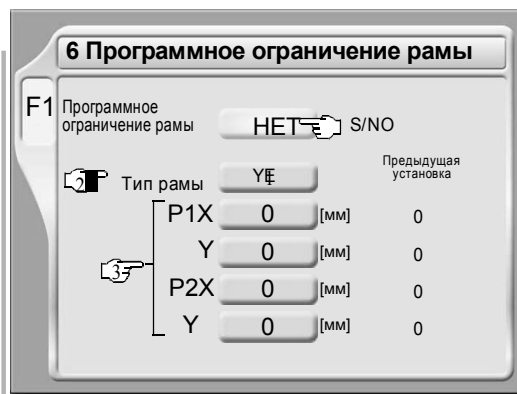 6 Программное ограничение рамы
F1
Программное
ограничение рамы
НЕТ S/NO
Предыдущая
установка
2 Тип рамы
P1X 0 [мм] 0
Y 0 [мм] 0
3
P2X 0 [мм] 0
Y 0 [мм] 0